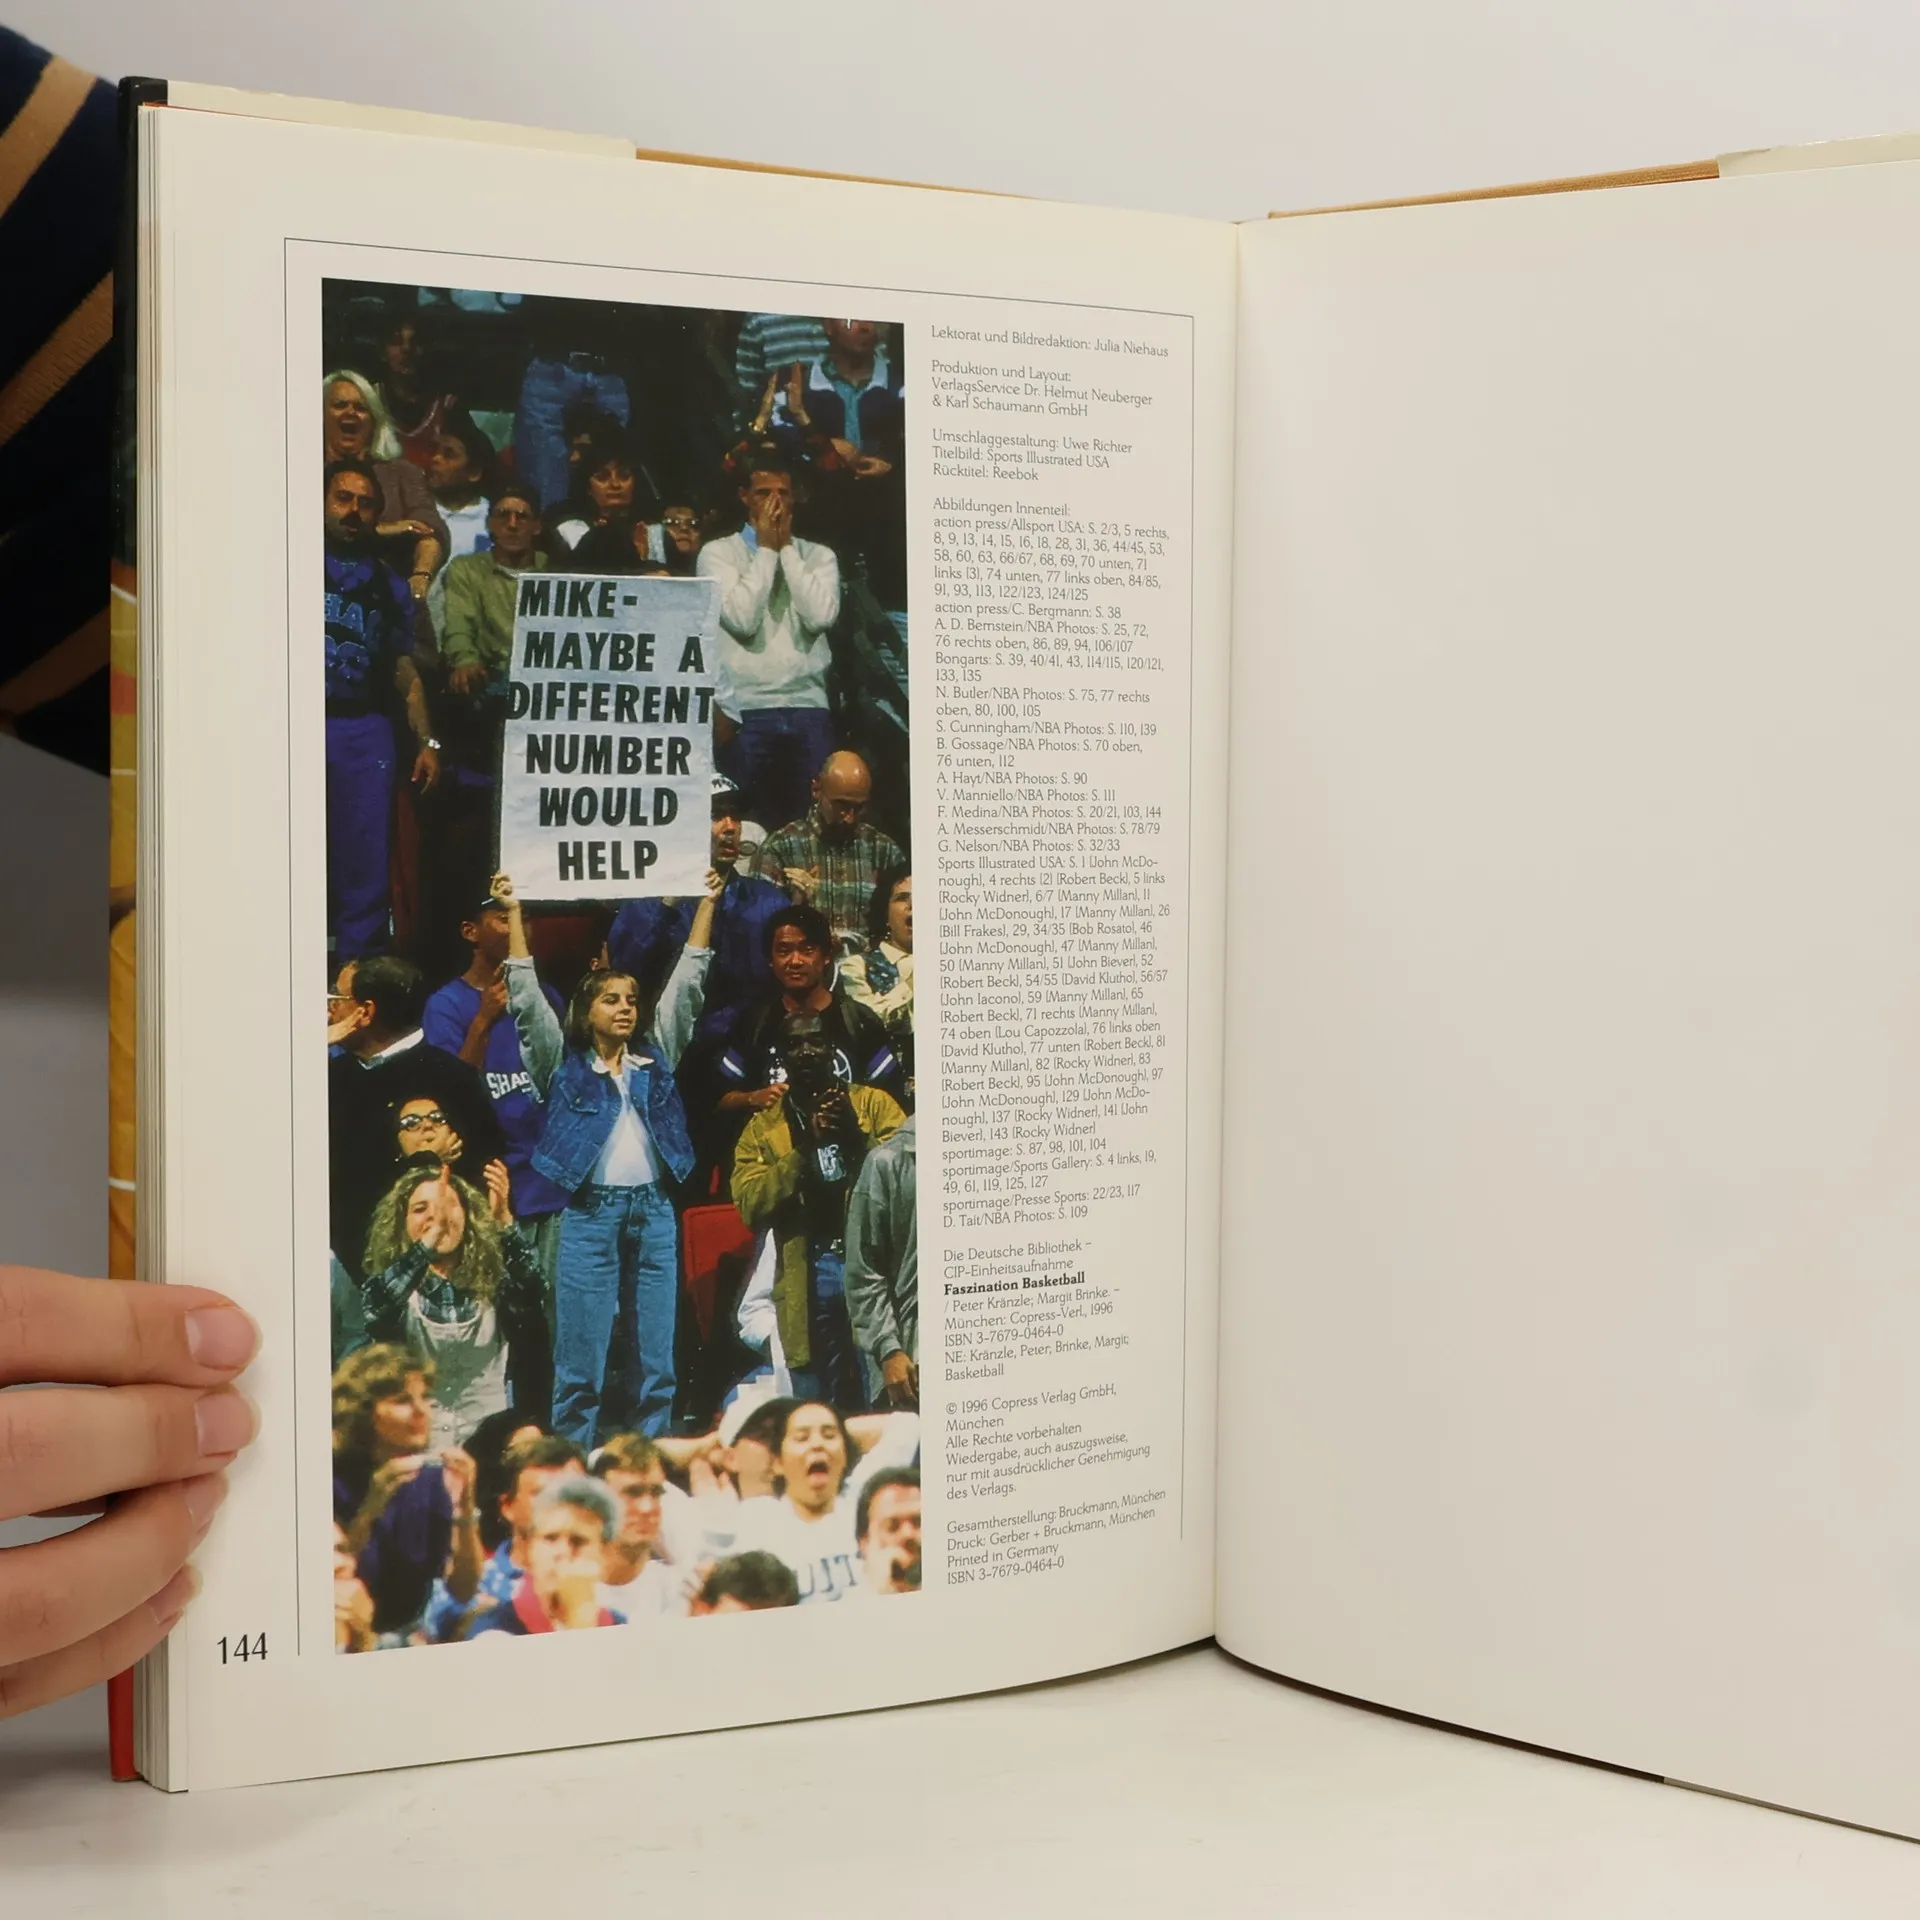 MIKE-
MAYBE A
DIFFERENT
NUMBER
WOULD
HELP
SHAQ
144
Lektorat und Bildredaktion: Julia Niehaus
Produktion und Layout:
VerlagsService Dr. Helmut Neuberger
& Karl Schaumann GmbH
Umschlaggestaltung: Uwe Richter
Titelbild: Sports Illustrated USA
Rücktitel: Reebok
Abbildungen Innenteil:
action press/Allsport USA: S. 2/3, 5 rechts,
8, 9, 13, 14, 15, 16, 18, 28, 31, 36, 44/45, 53,
58, 60, 63, 66/67, 68, 69, 70 unten, 71
links (3), 74 unten, 77 links oben, 84/85,
91, 93, 113, 122/123, 124/125
action press/C. Bergmann: S. 38
A. D. Bernstein/NBA Photos: S. 25, 72,
76 rechts oben, 86, 89, 94, 106/107
Bongarts: S. 39, 40/41, 43, 114/115, 120/121,
133, 135
N. Butler/NBA Photos: S. 75, 77 rechts
oben, 80, 100, 105
S. Cunningham/NBA Photos: S. 110, 139
B. Gossage/NBA Photos: S. 70 oben,
76 unten, 112
A. Hayt/NBA Photos: S. 90
V. Manniello/NBA Photos: S. 111
F. Medina/NBA Photos: S. 20/21, 103, 144
A. Messerschmidt/NBA Photos: S. 78/79
G. Nelson/NBA Photos: S. 32/33
Sports Illustrated USA: S. 1 (John McDo-
nough), 4 rechts (2) (Robert Beck), 5 links
(Rocky Widner), 6/7 (Manny Millan), 11
(John McDonough), 17 (Manny Millan), 26
(Bill Frakes), 29, 34/35 (Bob Rosato), 46
(John McDonough), 47 (Manny Millan),
50 (Manny Millan), 51 (John Biever), 52
(Robert Beck), 54/55 (David Klutho), 56/57
(John Iacono), 59 (Manny Millan), 65
(Robert Beck), 71 rechts (Manny Millan),
74 oben (Lou Capozzola), 76 links oben
(David Klutho), 77 unten (Robert Beck), 81
(Manny Millan), 82 (Rocky Widner), 83
(Robert Beck), 95 (John McDonough), 97
(John McDonough), 129 (John McDo-
nough), 137 (Rocky Widner), 141 (John
Biever), 143 (Rocky Widner)
sportimage: S. 87, 98, 101, 104
sportimage/Sports Gallery: S. 4 links, 19,
49, 61, 119, 125, 127
sportimage/Presse Sports: 22/23, 117
D. Tait/NBA Photos: S. 109
Die Deutsche Bibliothek –
CIP-Einheitsaufnahme
Faszination Basketball
/ Peter Kränzle; Margit Brinke. –
München: Copress-Verl., 1996
ISBN 3-7679-0464-0
NE: Kränzle, Peter; Brinke, Margit;
Basketball
© 1996 Copress Verlag GmbH,
München
Alle Rechte vorbehalten
Wiedergabe, auch auszugsweise,
nur mit ausdrücklicher Genehmigung
des Verlags.
Gesamtherstellung: Bruckmann, München
Druck: Gerber + Bruckmann, München
Printed in Germany
ISBN 3-7679-0464-0